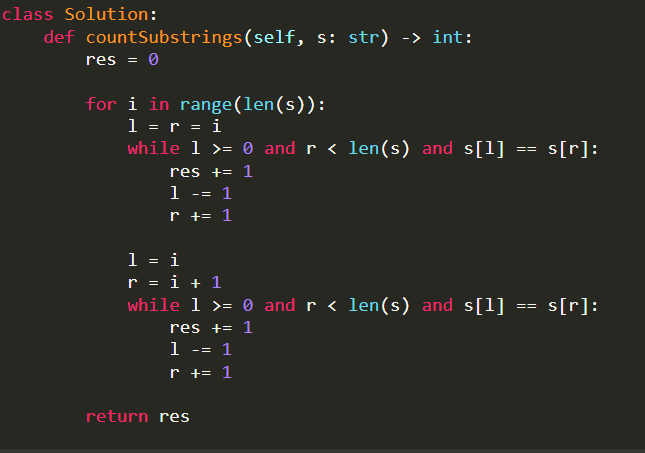 class Solution:
    def countSubstrings(self, s: str) -> int:
        res = 0

        for i in range(len(s)):
            l = r = i
            while l >= 0 and r < len(s) and s[l] == s[r]:
                res += 1
                l -= 1
                r += 1

            l = i
            r = i + 1
            while l >= 0 and r < len(s) and s[l] == s[r]:
                res += 1
                l -= 1
                r += 1

        return res